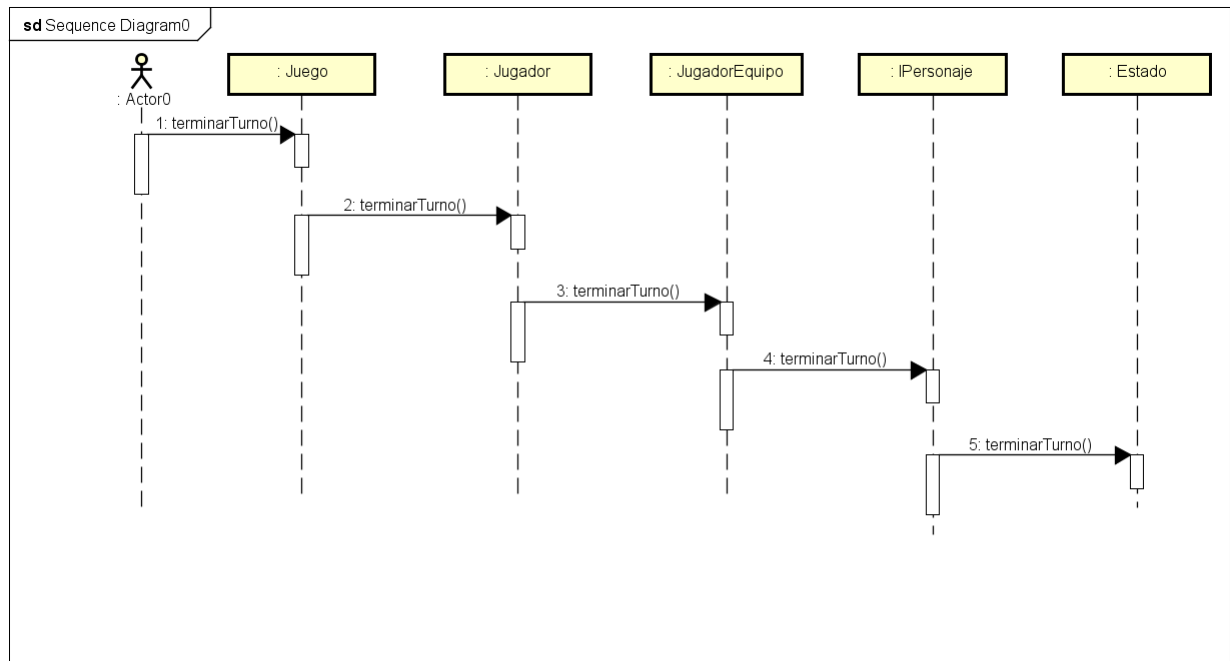 sd Sequence Diagram0
: Actor0
: Juego
: Jugador
: JugadorEquipo
: IPersonaje
: Estado
1: terminarTurno()
2: terminarTurno()
3: terminarTurno()
4: terminarTurno()
5: terminarTurno()